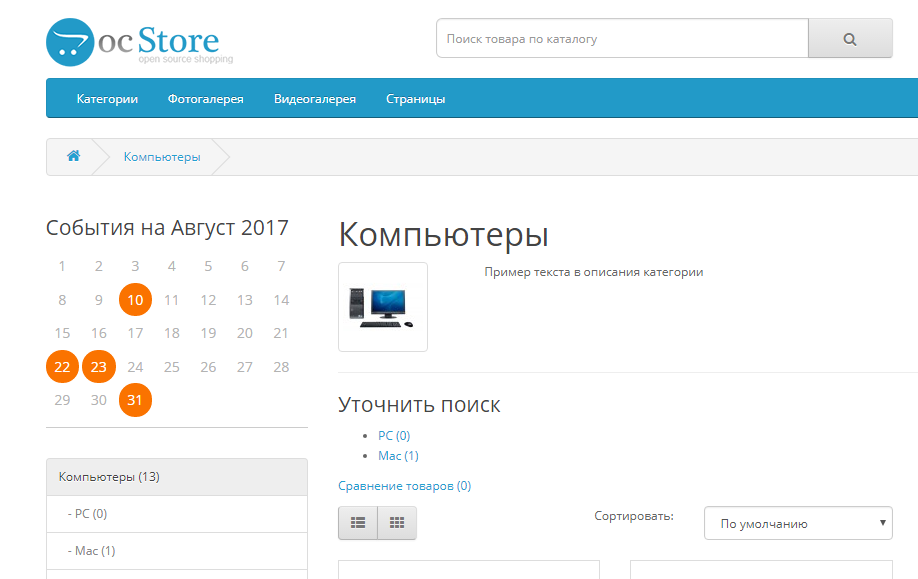 oc Store
open source shopping
Поиск товара по каталогу
Категории Фотогалерея Видеогалерея Страницы
Компьютеры
События на Август 2017
1 2 3 4 5 6 7
8 9 10 11 12 13 14
15 16 17 18 19 20 21
22 23 24 25 26 27 28
29 30 31
Компьютеры (13)
- PC (0)
- Mac (1)
Компьютеры
Пример текста в описания категории
Уточнить поиск
PC (0)
Mac (1)
Сравнение товаров (0)
Сортировать: По умолчанию